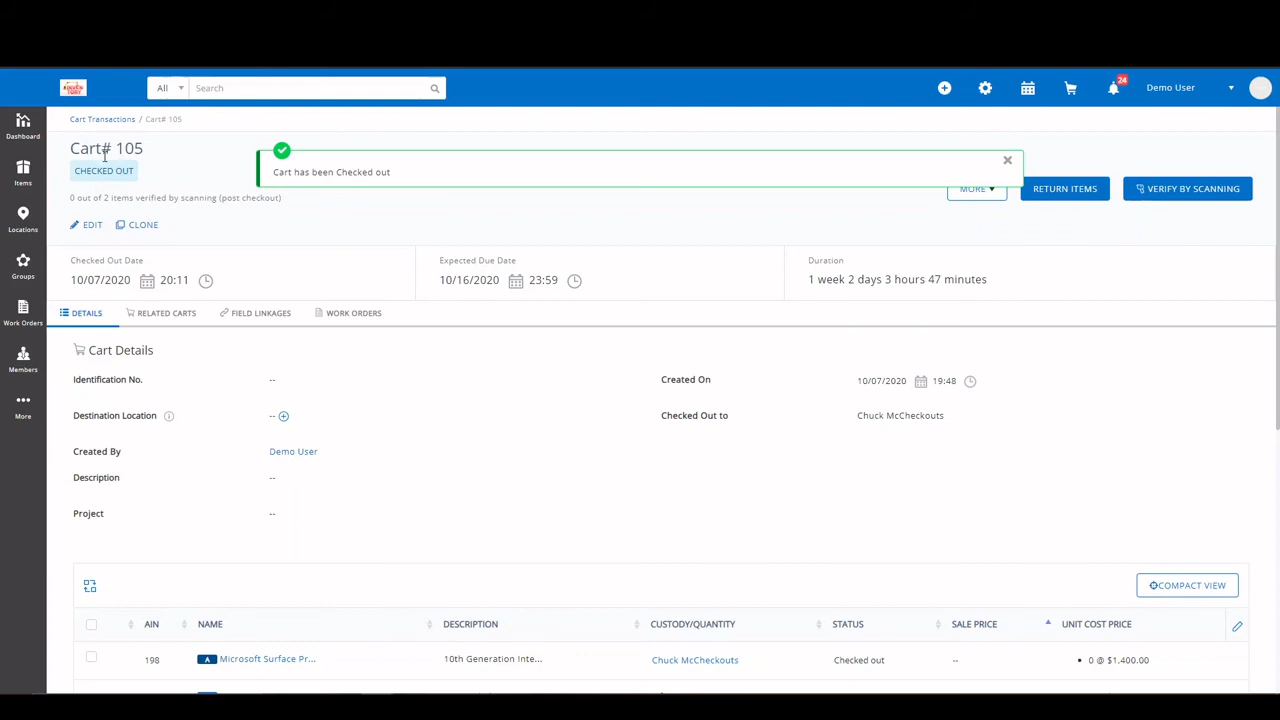 All
Search
24
Demo User
Cart Transactions / Cart# 105
Cart# 105
CHECKED OUT
Cart has been Checked out
0 out of 2 items verified by scanning (post checkout)
MORE
RETURN ITEMS
VERIFY BY SCANNING
EDIT
CLONE
Dashboard
Items
Locations
Groups
Work Orders
Members
More
Checked Out Date
10/07/2020 20:11
Expected Due Date
10/16/2020 23:59
Duration
1 week 2 days 3 hours 47 minutes
DETAILS
RELATED CARTS
FIELD LINKAGES
WORK ORDERS
Cart Details
Identification No. --
Created On 10/07/2020 19:48
Destination Location --
Checked Out to Chuck McCheckouts
Created By Demo User
Description --
Project --
COMPACT VIEW
AIN NAME DESCRIPTION CUSTODY/QUANTITY STATUS SALE PRICE UNIT COST PRICE
198 A Microsoft Surface Pr... 10th Generation Inte... Chuck McCheckouts Checked out -- • 0 @ $1,400.00